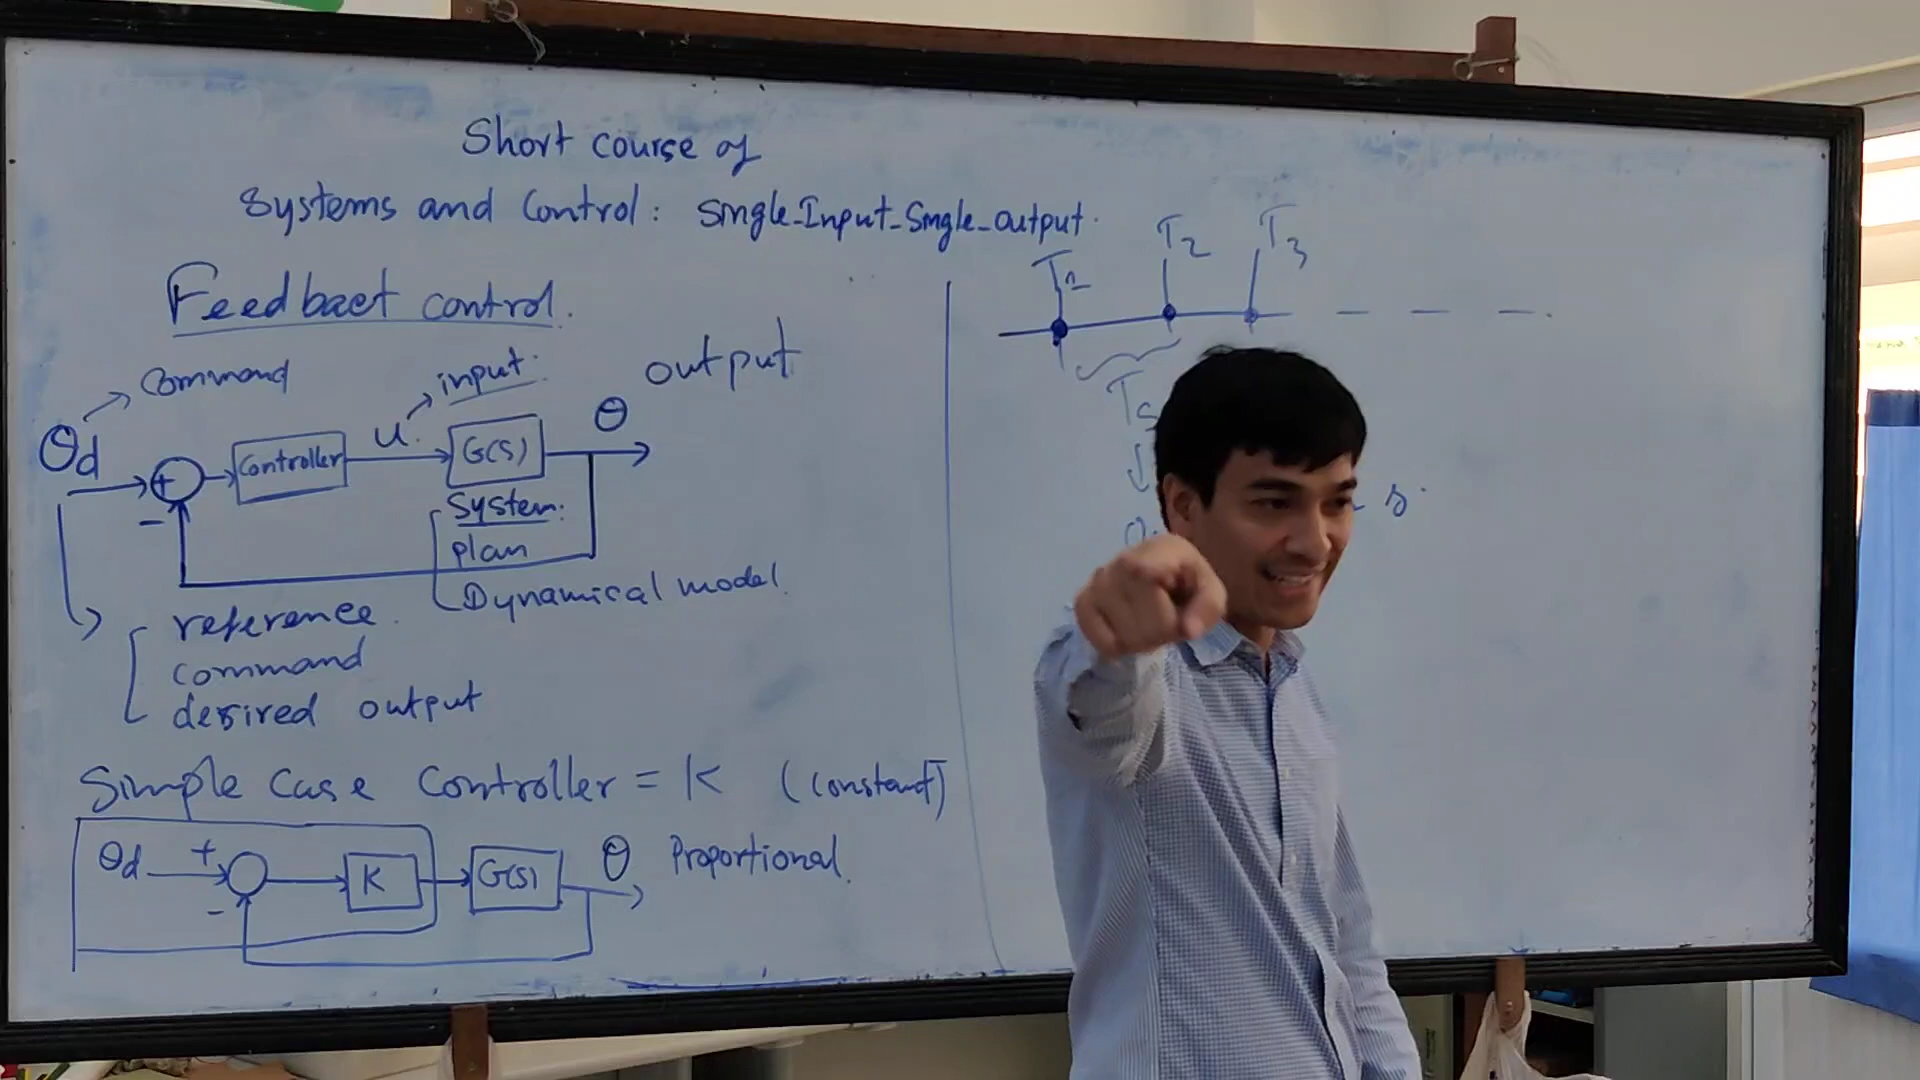 Short course of
Systems and Control: Single-Input-Single-output.
Feedback control.
command
input.
output
θd
+
-
Controller
u
G(s)
θ
System:
plan
Dynamical model.
reference
command
desired output
Simple Case Controller = K (constant)
θd
+
-
K
G(s)
θ
Proportional.
T1
T2
T3
Ts
s.